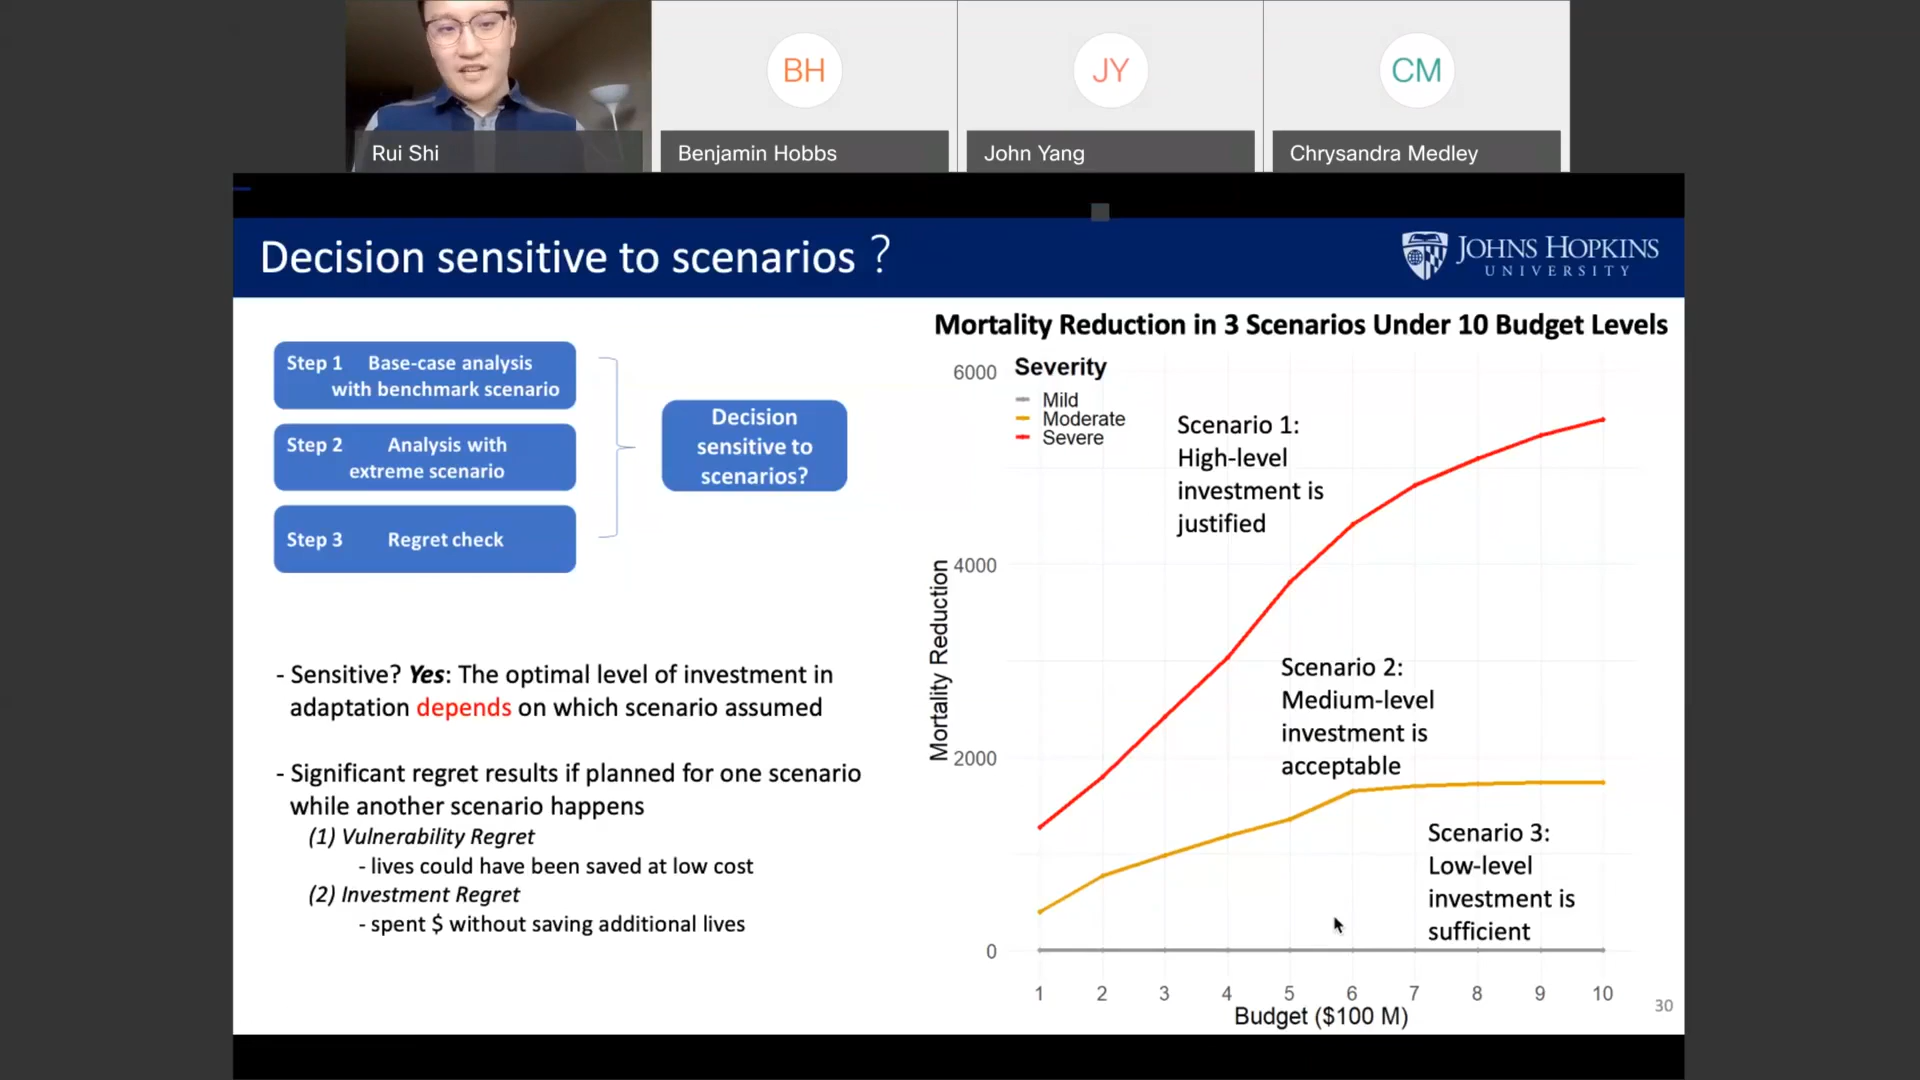 BH
JY
CM
Rui Shi
Benjamin Hobbs
John Yang
Chrysandra Medley
Decision sensitive to scenarios ?
JOHNS HOPKINS
UNIVERSITY
Step 1 Base-case analysis
with benchmark scenario
Step 2 Analysis with
extreme scenario
Step 3 Regret check
Decision
sensitive to
scenarios?
- Sensitive? Yes: The optimal level of investment in
adaptation depends on which scenario assumed
- Significant regret results if planned for one scenario
while another scenario happens
(1) Vulnerability Regret
- lives could have been saved at low cost
(2) Investment Regret
- spent $ without saving additional lives
Mortality Reduction in 3 Scenarios Under 10 Budget Levels
Severity
Mild
Moderate
Severe
Scenario 1:
High-level
investment is
justified
Scenario 2:
Medium-level
investment is
acceptable
Scenario 3:
Low-level
investment is
sufficient
Mortality Reduction
6000
4000
2000
0
1 2 3 4 5 6 7 8 9 10
Budget ($100 M)
30